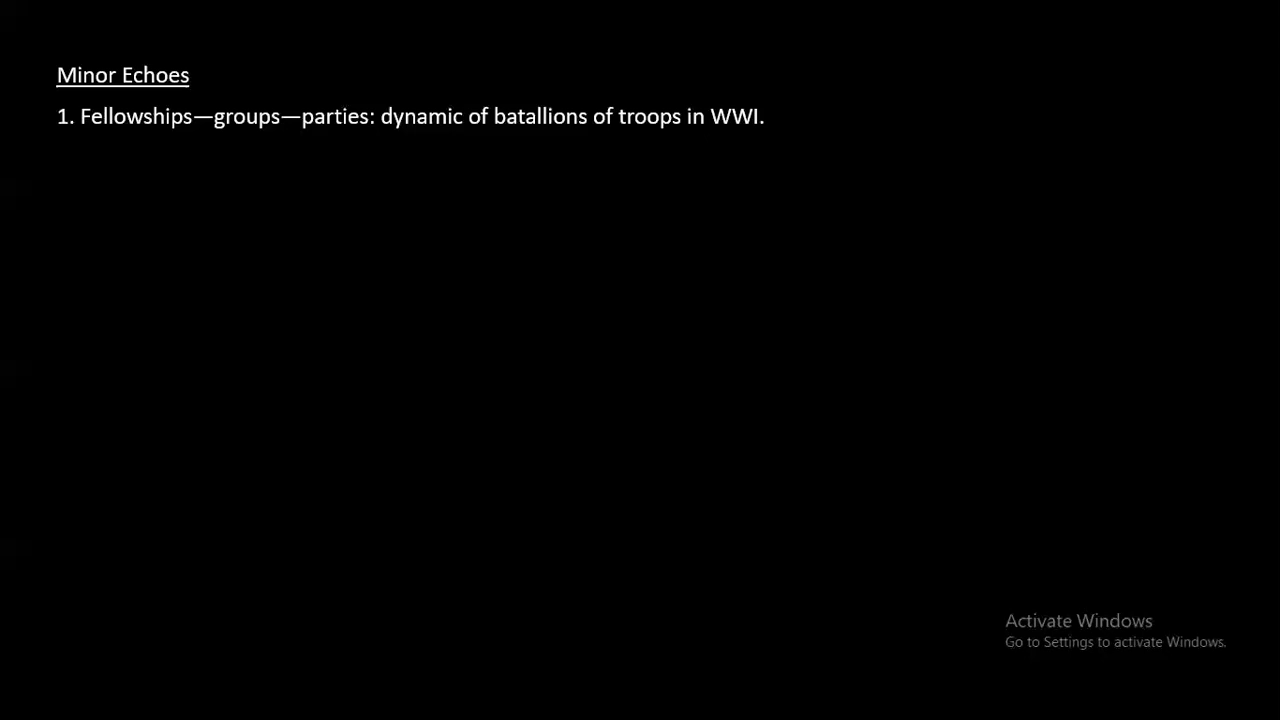 Minor Echoes
1. Fellowships—groups—parties: dynamic of batallions of troops in WWI.
Activate Windows
Go to Settings to activate Windows.